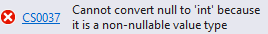 CS0037 Cannot convert null to 'int' because
it is a non-nullable value type